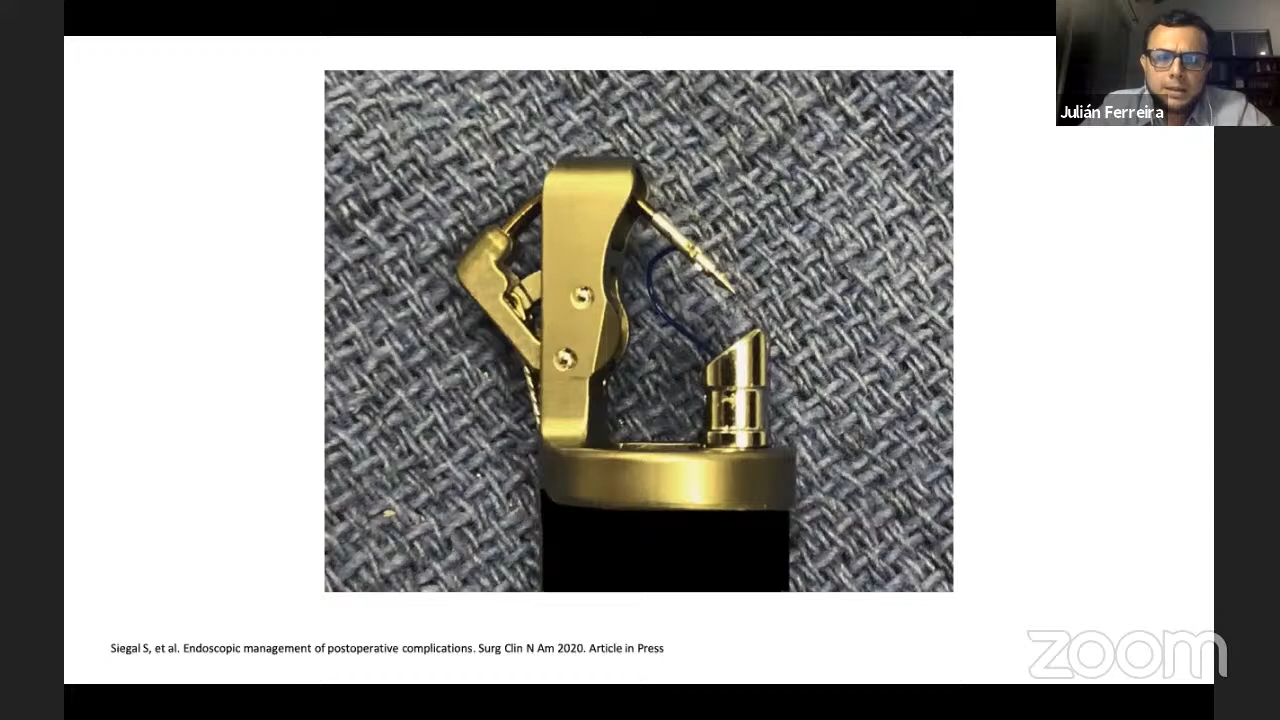 Julián Ferreira
Siegal S, et al. Endoscopic management of postoperative complications. Surg Clin N Am 2020. Article in Press
zoom